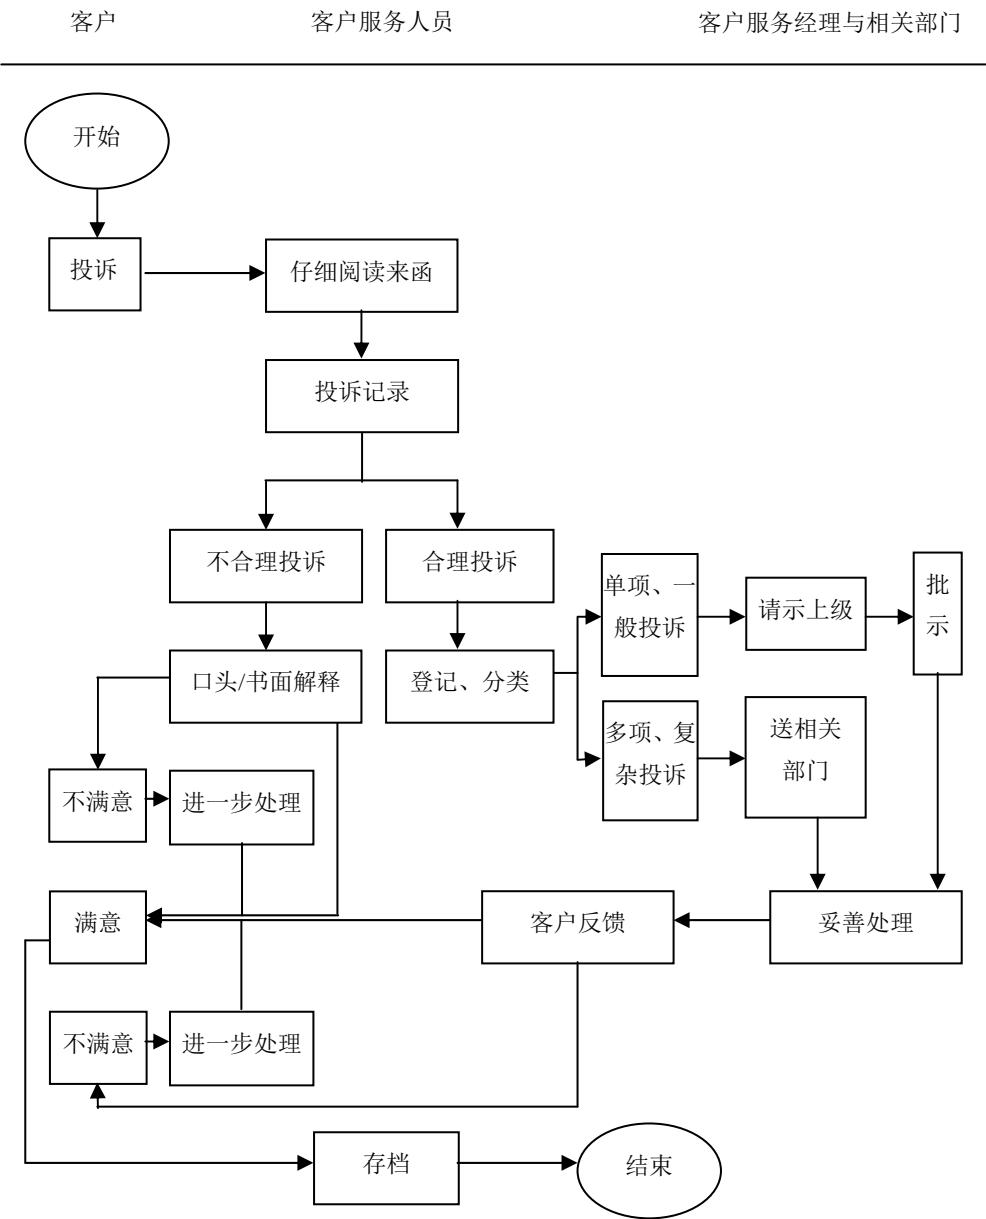 客户
客户服务人员
客户服务经理与相关部门
开始
投诉
仔细阅读来函
投诉记录
不合理投诉
合理投诉
单项、一
般投诉
请示上级
批
示
口头/书面解释
登记、分类
多项、复
杂投诉
送相关
部门
不满意
进一步处理
满意
客户反馈
妥善处理
不满意
进一步处理
存档
结束